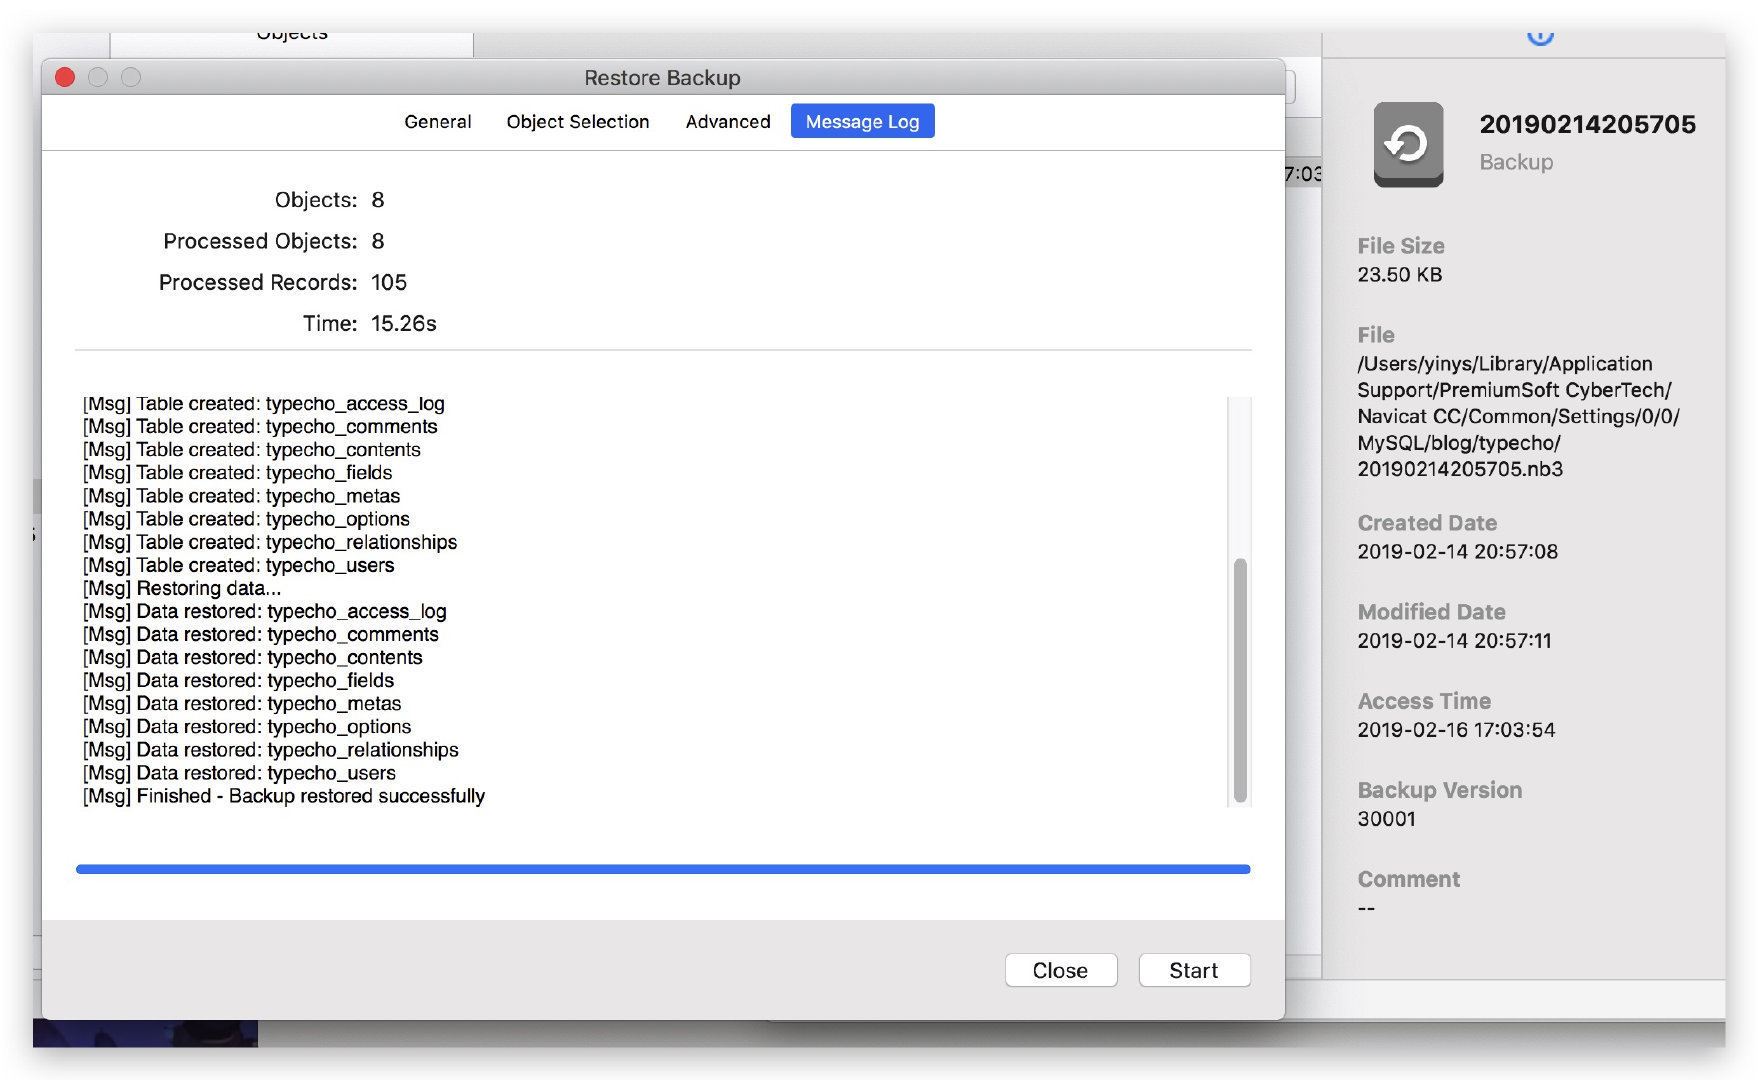 Objects
Restore Backup
General
Object Selection
Advanced
Message Log
Objects: 8
Processed Objects: 8
Processed Records: 105
Time: 15.26s
[Msg] Table created: typecho_access_log
[Msg] Table created: typecho_comments
[Msg] Table created: typecho_contents
[Msg] Table created: typecho_fields
[Msg] Table created: typecho_metas
[Msg] Table created: typecho_options
[Msg] Table created: typecho_relationships
[Msg] Table created: typecho_users
[Msg] Restoring data...
[Msg] Data restored: typecho_access_log
[Msg] Data restored: typecho_comments
[Msg] Data restored: typecho_contents
[Msg] Data restored: typecho_fields
[Msg] Data restored: typecho_metas
[Msg] Data restored: typecho_options
[Msg] Data restored: typecho_relationships
[Msg] Data restored: typecho_users
[Msg] Finished - Backup restored successfully
Close
Start
7:03
20190214205705
Backup
File Size
23.50 KB
File
/Users/yinys/Library/Application
Support/PremiumSoft CyberTech/
Navicat CC/Common/Settings/0/0/
MySQL/blog/typecho/
20190214205705.nb3
Created Date
2019-02-14 20:57:08
Modified Date
2019-02-14 20:57:11
Access Time
2019-02-16 17:03:54
Backup Version
30001
Comment
--